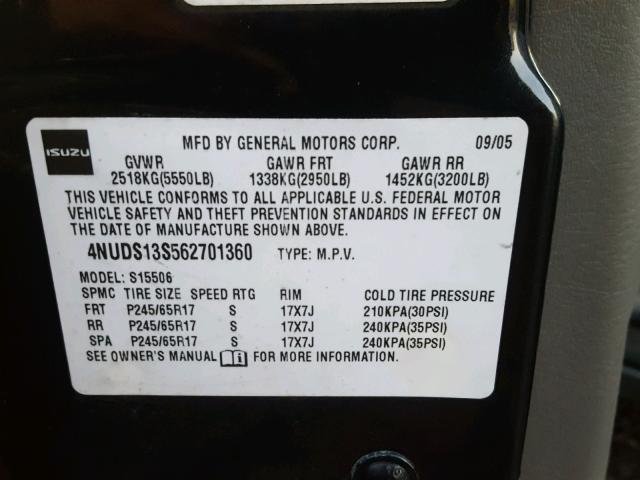 ISUZU MFD BY GENERAL MOTORS CORP. 09/05
GVWR GAWR FRT GAWR RR
2518KG(5550LB) 1338KG(2950LB) 1452KG(3200LB)
THIS VEHICLE CONFORMS TO ALL APPLICABLE U.S. FEDERAL MOTOR
VEHICLE SAFETY AND THEFT PREVENTION STANDARDS IN EFFECT ON
THE DATE OF MANUFACTURE SHOWN ABOVE.
4NUDS13S562701360 TYPE: M.P.V.
MODEL: S15506
SPMC TIRE SIZE SPEED RTG RIM COLD TIRE PRESSURE
FRT P245/65R17 S 17X7J 210KPA(30PSI)
RR P245/65R17 S 17X7J 240KPA(35PSI)
SPA P245/65R17 S 17X7J 240KPA(35PSI)
SEE OWNER'S MANUAL FOR MORE INFORMATION.